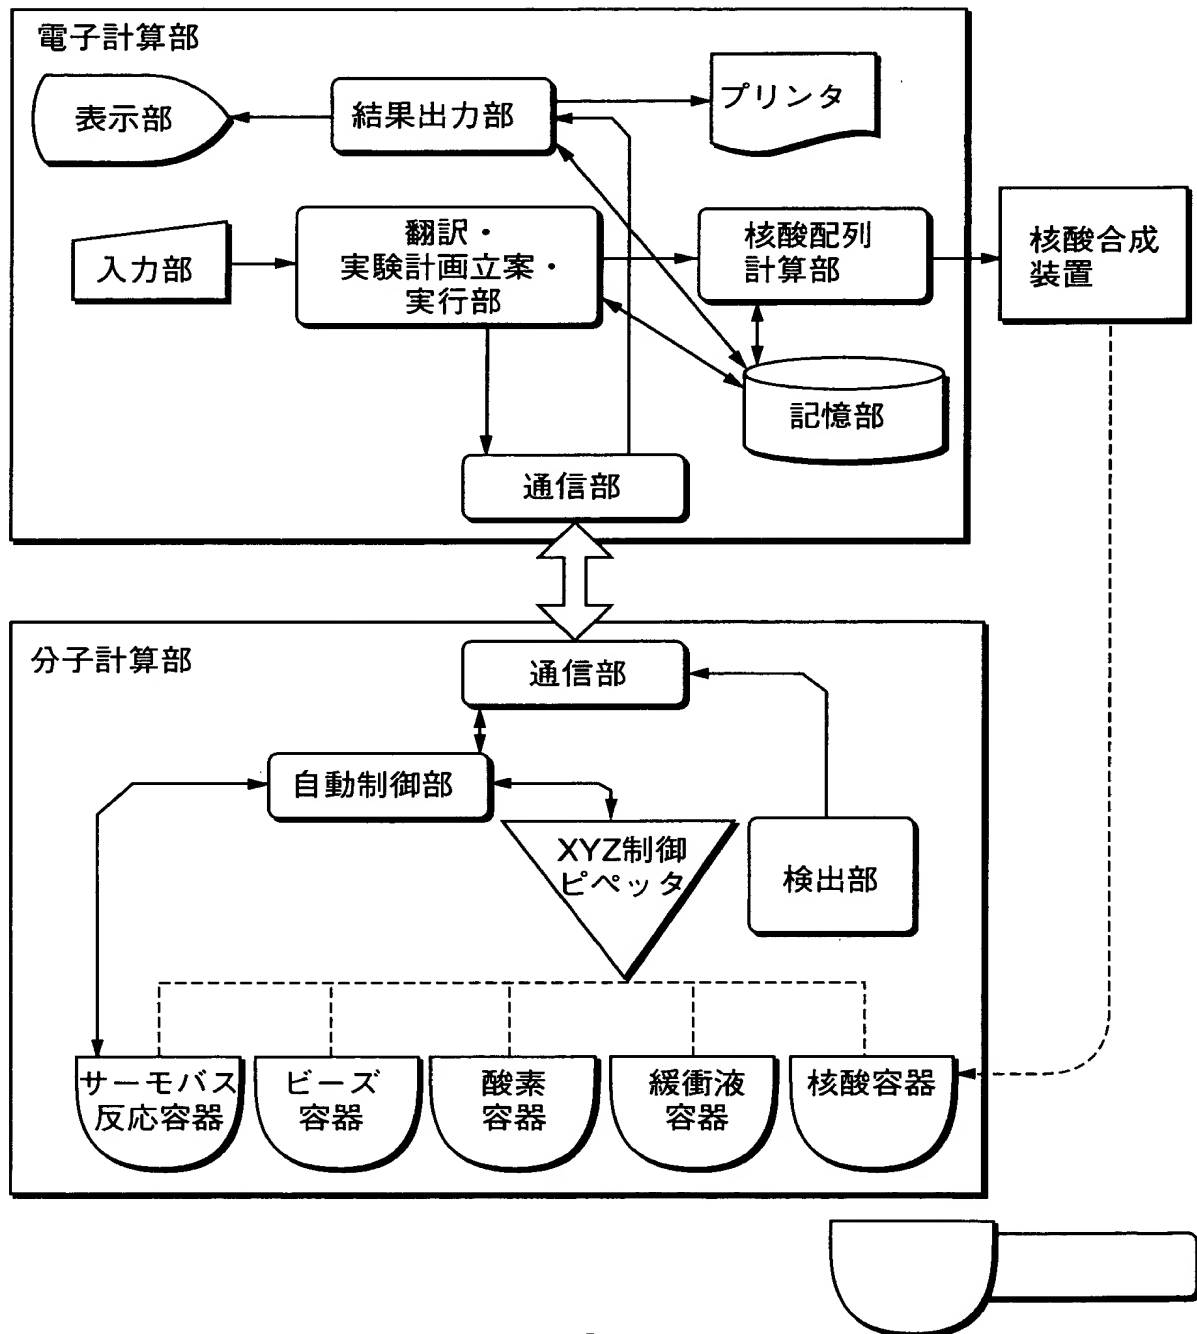 電子計算部
表示部
結果出力部
プリンタ
入力部
翻訳・
実験計画立案・
実行部
核酸配列
計算部
核酸合成
装置
記憶部
通信部
分子計算部
通信部
自動制御部
XYZ制御
ピペッタ
検出部
サーモバス
反応容器
ビーズ
容器
酸素
容器
緩衝液
容器
核酸容器